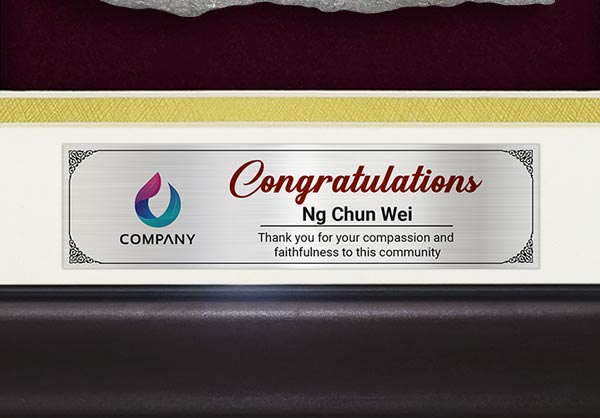 Congratulations
Ng Chun Wei
Thank you for your compassion and
faithfulness to this community
COMPANY